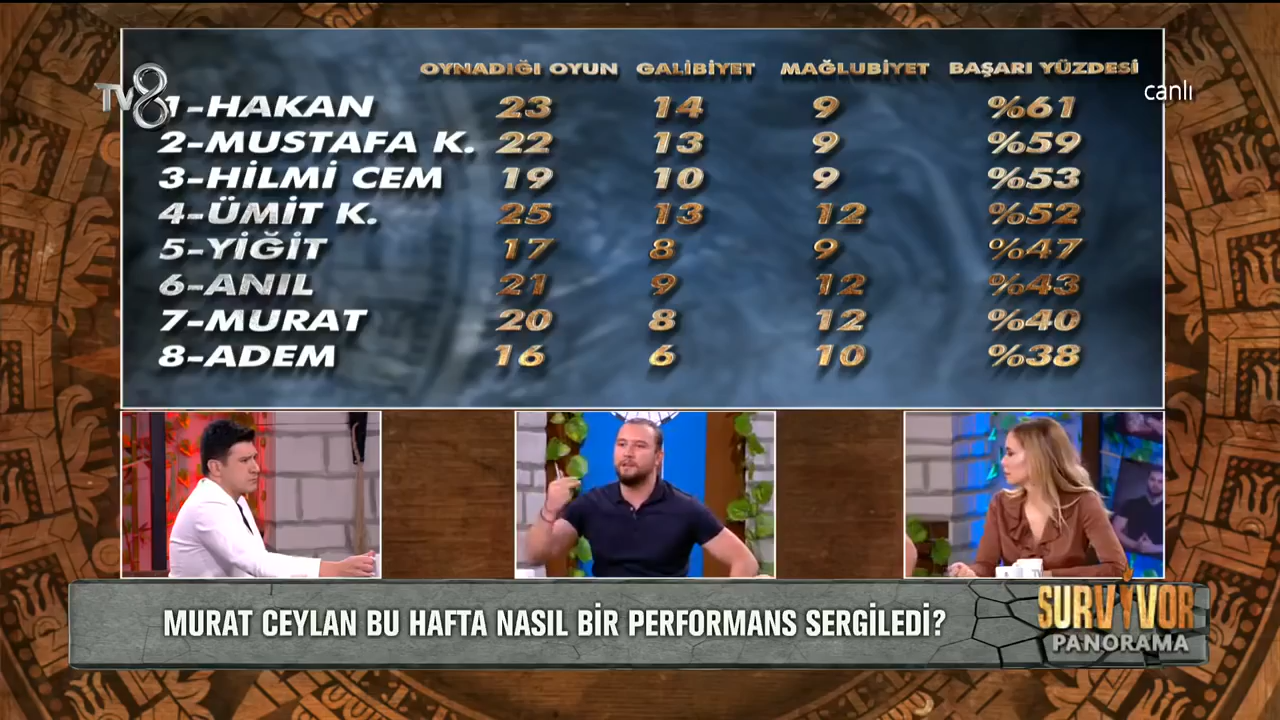 OYNADIĞI OYUN GALİBİYET MAĞLUBİYET BAŞARI YÜZDESİ
TV8
canlı
1-HAKAN 23 14 9 %61
2-MUSTAFA K. 22 13 9 %59
3-HİLMİ CEM 19 10 9 %53
4-ÜMİT K. 25 13 12 %52
5-YİĞİT 17 8 9 %47
6-ANIL 21 9 12 %43
7-MURAT 20 8 12 %40
8-ADEM 16 6 10 %38
MURAT CEYLAN BU HAFTA NASIL BİR PERFORMANS SERGİLEDİ?
SURVIVOR
PANORAMA